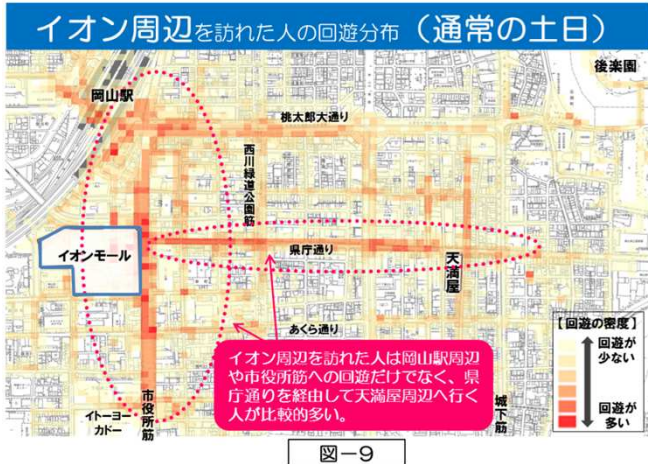 イオン周辺を訪れた人の回遊分布（通常の土日）
後楽園
岡山駅
桃太郎大通り
西川緑道公園筋
イオンモール
県庁通り
天満屋
あくら通り
【回遊の密度】
回遊が
少ない
回遊が
多い
イオン周辺を訪れた人は岡山駅周辺
や市役所筋への回遊だけでなく、県
庁通りを経由して天満屋周辺へ行く
人が比較的多い。
イトーヨー
カドー
市役所筋
城下筋
図－9